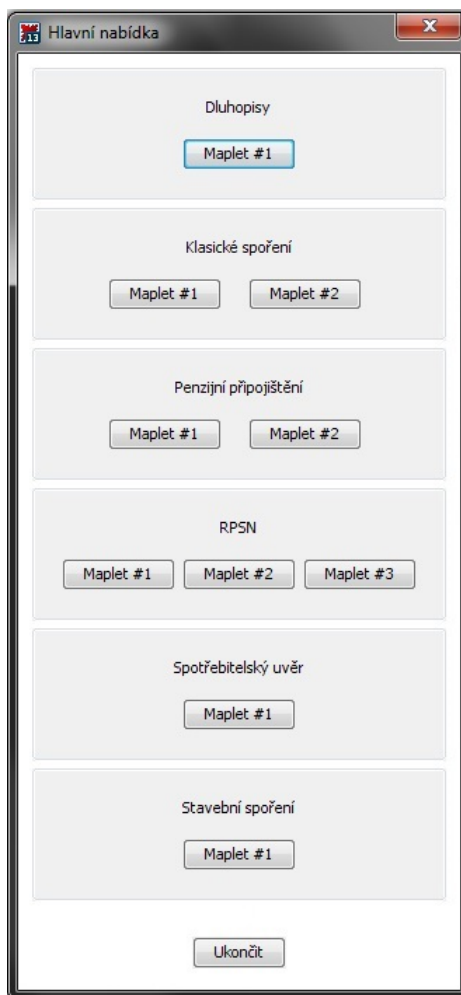 Hlavní nabídka
Dluhopisy
Maplet #1
Klasické spoření
Maplet #1 Maplet #2
Penzijní připojištění
Maplet #1 Maplet #2
RPSN
Maplet #1 Maplet #2 Maplet #3
Spotřebitelský uvěr
Maplet #1
Stavební spoření
Maplet #1
Ukončit